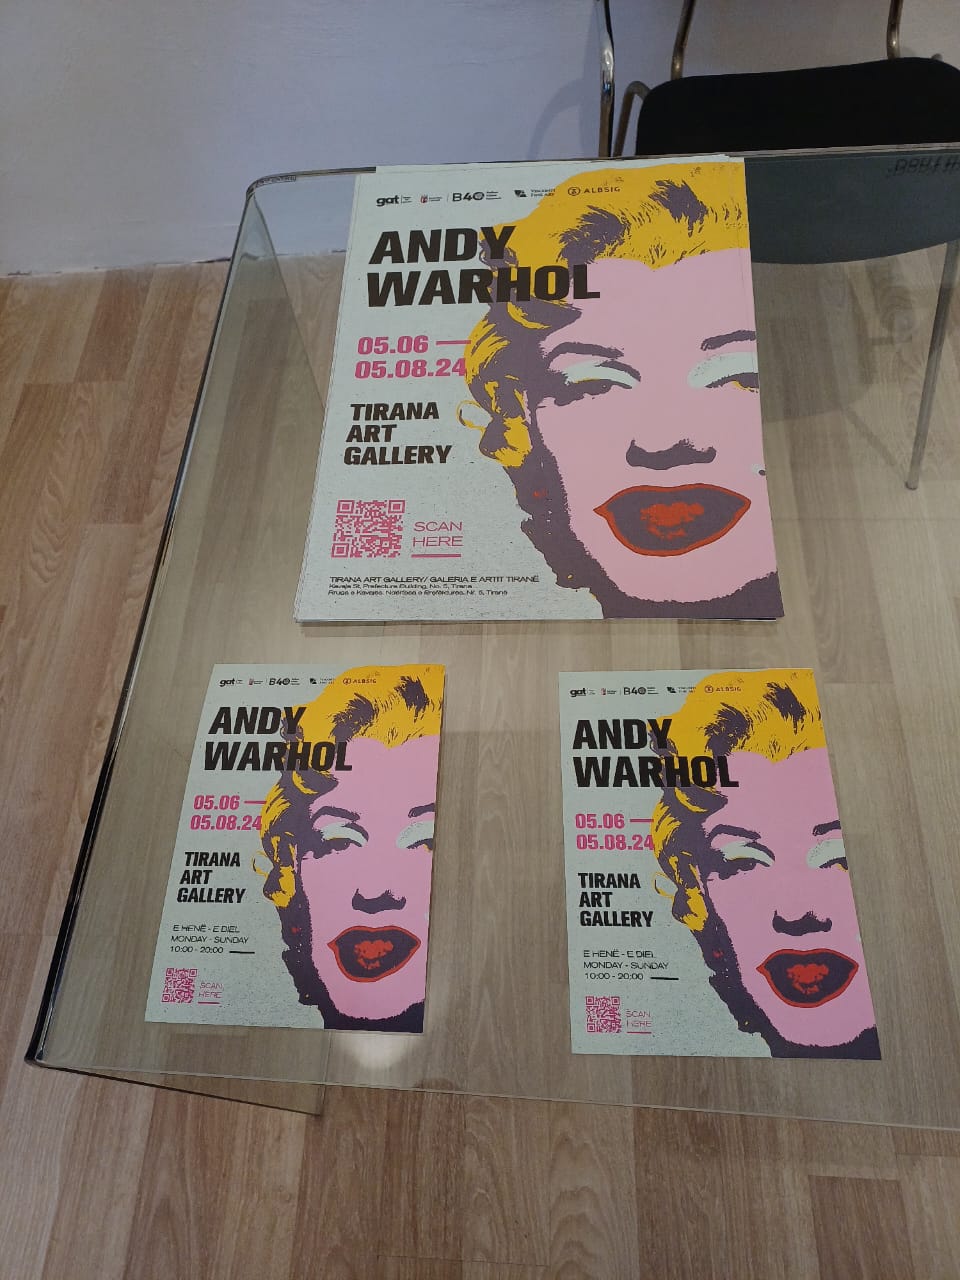 gat
B40
ALBSIG
ANDY
WARHOL
05.06 —
05.08.24
TIRANA
ART
GALLERY
SCAN
HERE
TIRANA ART GALLERY/ GALERIA E ARTIT TIRANË
Kavaja St, Prefecture Building, No. 5, Tirana
Rruga e Kavajës, Ndërtesa e Prefekturës, Nr. 5, Tiranë
gat
B40
ALBSIG
ANDY
WARHOL
05.06 —
05.08.24
TIRANA
ART
GALLERY
E HENË - E DIEL
MONDAY - SUNDAY
10:00 - 20:00
SCAN
HERE
gat
B40
ALBSIG
ANDY
WARHOL
05.06 —
05.08.24
TIRANA
ART
GALLERY
E HENË - E DIEL
MONDAY - SUNDAY
10:00 - 20:00
SCAN
HERE